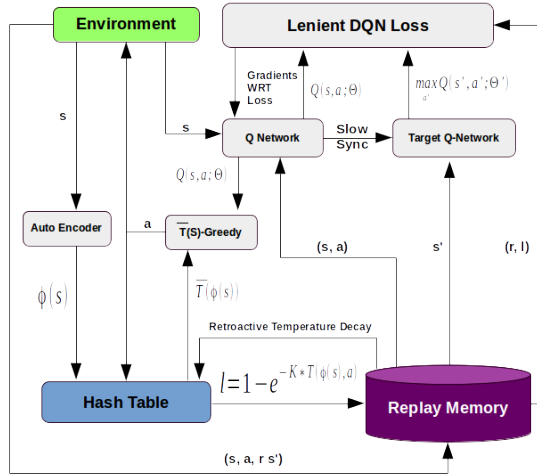 Environment
Lenient DQN Loss
Gradients
WRT
Loss
Q(s,a;Θ)
max Q(s',a';Θ')
a'
s
s
Q Network
Slow
Sync
Target Q-Network
Q(s,a;Θ)
Auto Encoder
a
T̅(S)-Greedy
(s, a)
s'
(r, l)
ϕ(s)
T̅(ϕ(s))
Retroactive Temperature Decay
l=1−e^{−K*T(ϕ(s),a)}
Hash Table
Replay Memory
(s, a, r s')